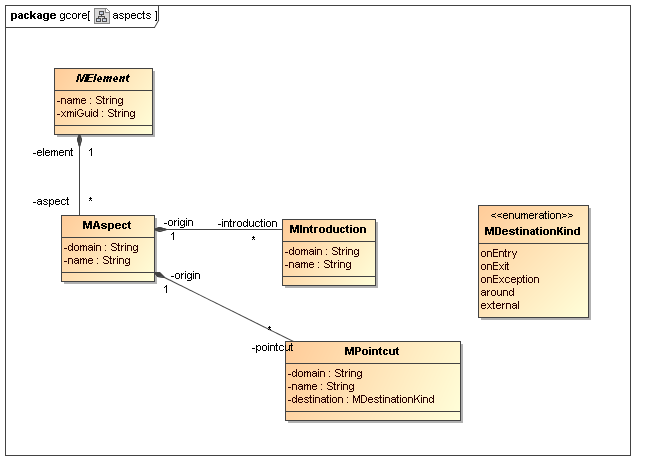 package gcore[ aspects ]
MElement
-name : String
-xmiGuid : String
-element 1
-aspect *
MAspect
-domain : String
-name : String
-origin
1
-introduction
*
MIntroduction
-domain : String
-name : String
-origin
1
*
-pointcut
MPointcut
-domain : String
-name : String
-destination : MDestinationKind
<<enumeration>>
MDestinationKind
onEntry
onExit
onException
around
external